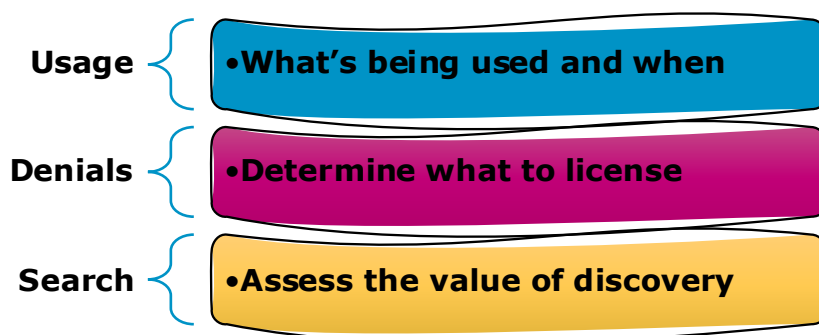 Usage
•What’s being used and when
Denials
•Determine what to license
Search
•Assess the value of discovery